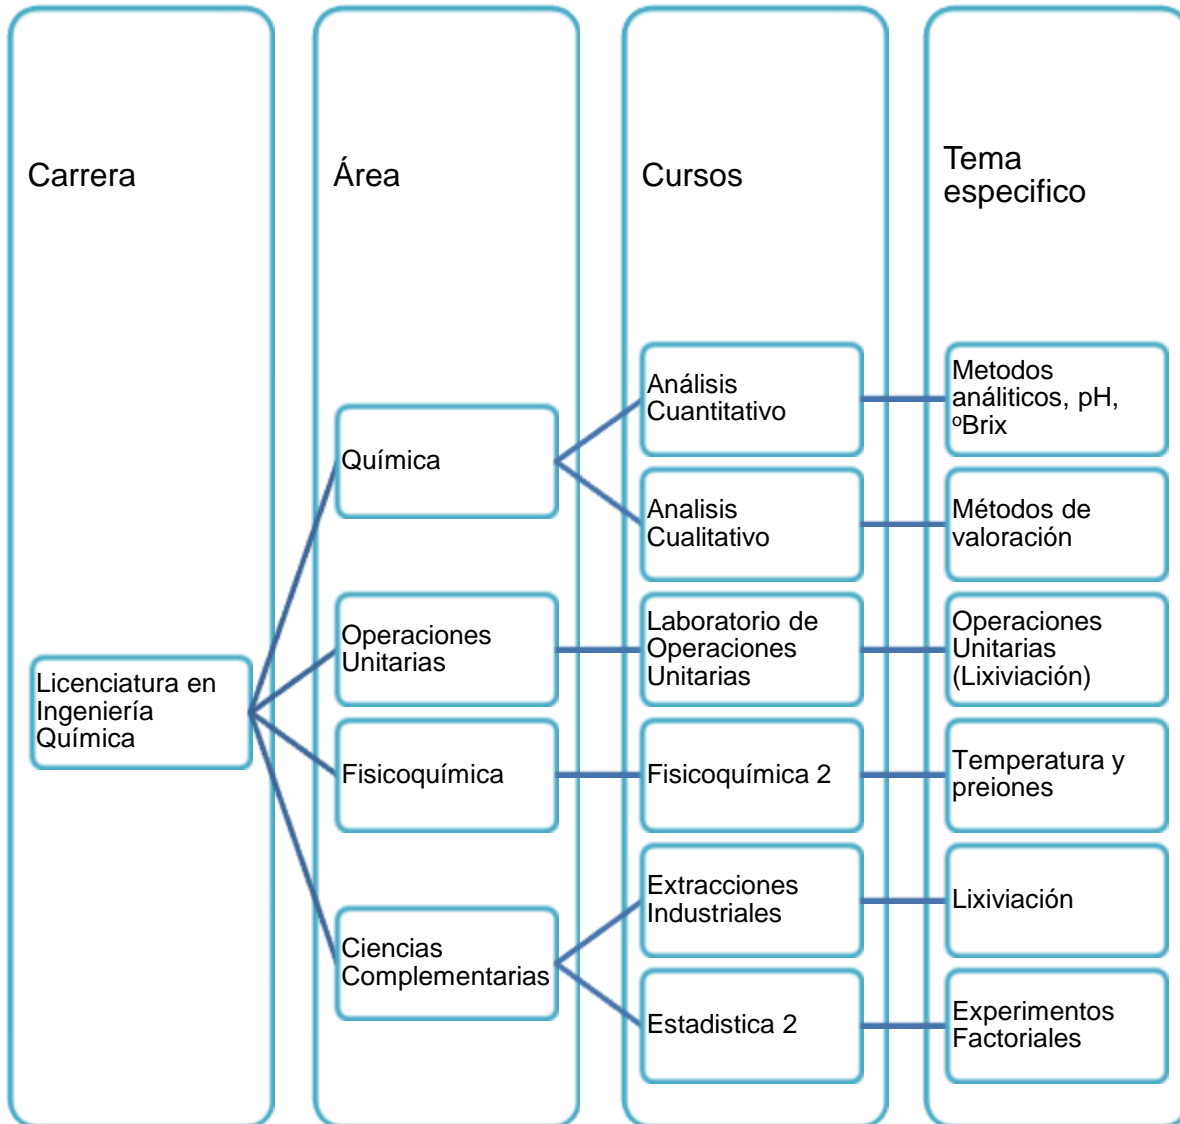 Carrera
Área
Cursos
Tema
especifico
Licenciatura en
Ingeniería
Química
Química
Operaciones
Unitarias
Fisicoquímica
Ciencias
Complementarias
Análisis
Cuantitativo
Analisis
Cualitativo
Laboratorio de
Operaciones
Unitarias
Fisicoquímica 2
Extracciones
Industriales
Estadistica 2
Metodos
análiticos, pH,
ºBrix
Métodos de
valoración
Operaciones
Unitarias
(Lixiviación)
Temperatura y
preiones
Lixiviación
Experimentos
Factoriales